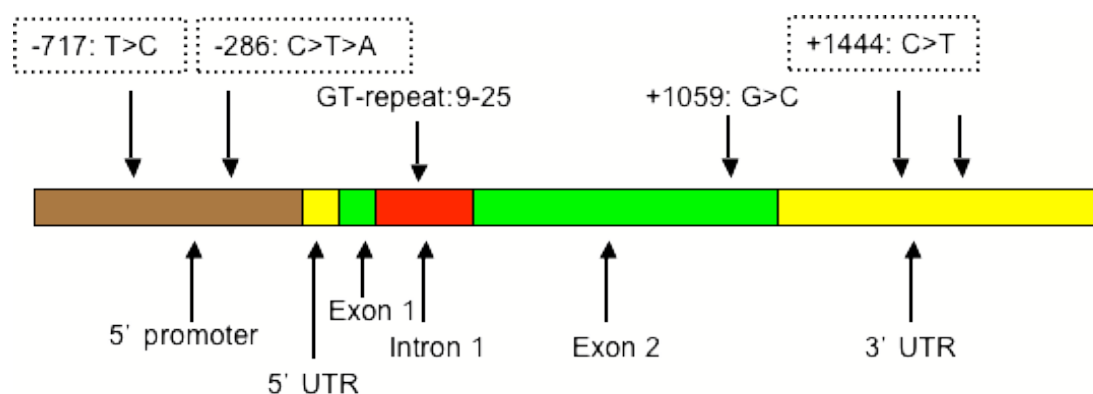 -717: T>C
-286: C>T>A
+1444: C>T
GT-repeat:9-25
+1059: G>C
Exon 1
5' promoter
Intron 1
Exon 2
3' UTR
5' UTR